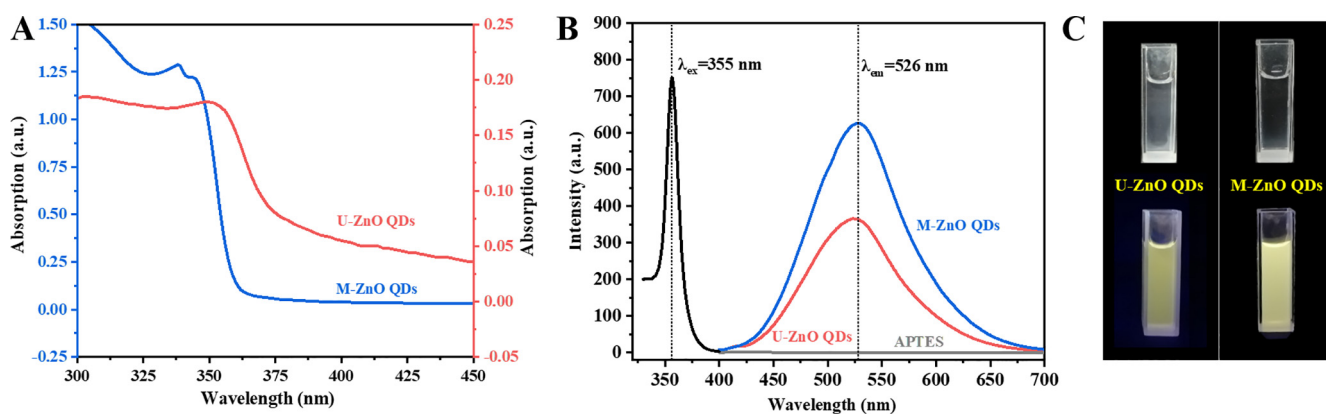 A
1.50
1.25
1.00
0.75
0.50
0.25
0.00
-0.25
Absorption (a.u.)
0.25
0.20
0.15
0.10
0.05
0.00
-0.05
Absorption (a.u.)
U-ZnO QDs
M-ZnO QDs
300 325 350 375 400 425 450
Wavelength (nm)
B
900
800
750
700
600
500
450
400
300
200
150
100
0
Intensity (a.u.)
λex=355 nm
λem=526 nm
M-ZnO QDs
U-ZnO QDs
APTES
350 400 450 500 550 600 650 700
Wavelength (nm)
C
U-ZnO QDs
M-ZnO QDs